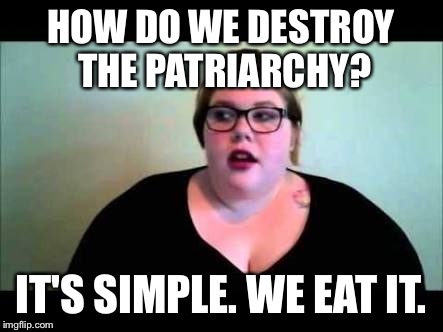 HOW DO WE DESTROY
THE PATRIARCHY?
IT'S SIMPLE. WE EAT IT.
imgflip.com